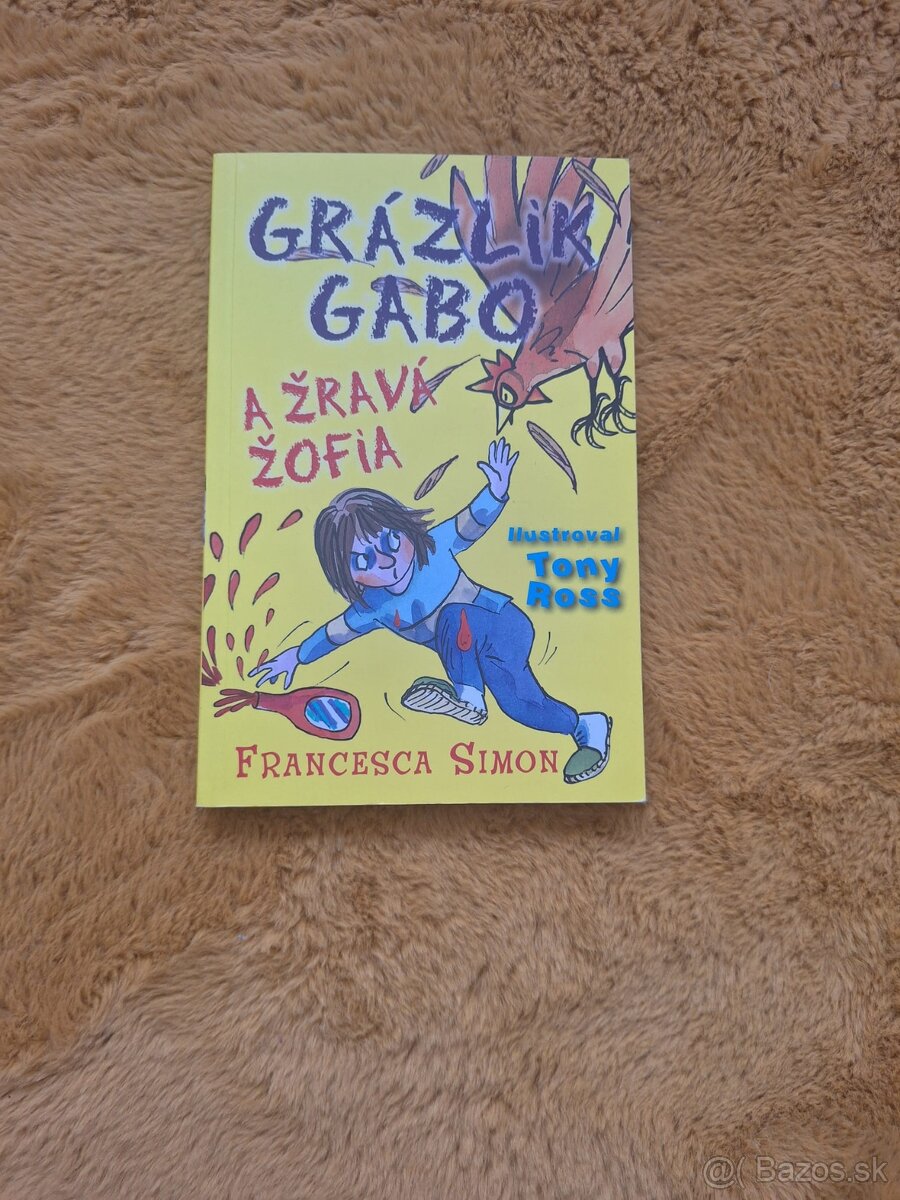 GRÁZLIK
GABO
A ŽRAVÁ
ŽOFIA
Ilustroval
Tony
Ross
FRANCESCA SIMON
@( Bazos.sk